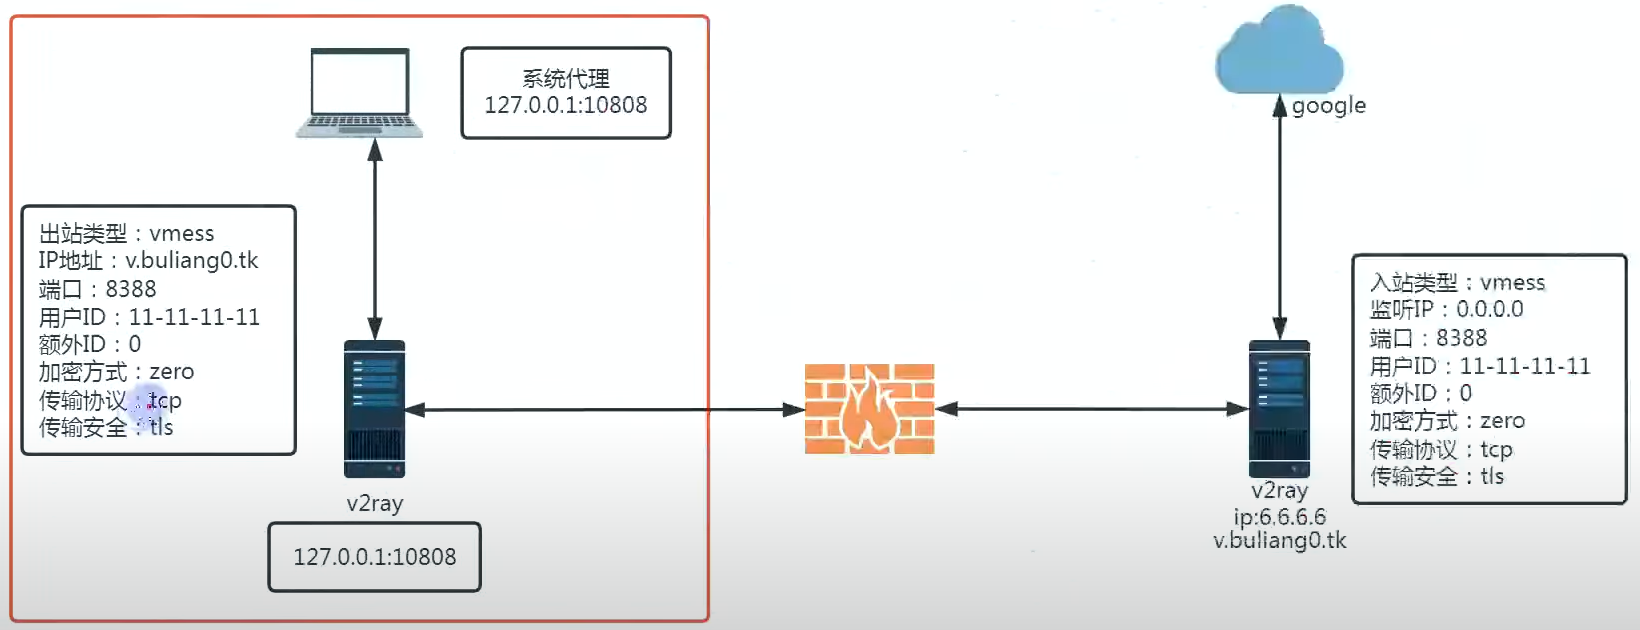 系统代理
127.0.0.1:10808
google
出站类型：vmess
IP地址：v.buliang0.tk
端口：8388
用户ID：11-11-11-11
额外ID：0
加密方式：zero
传输协议：tcp
传输安全：tls
入站类型：vmess
监听IP：0.0.0.0
端口：8388
用户ID：11-11-11-11
额外ID：0
加密方式：zero
传输协议：tcp
传输安全：tls
v2ray
127.0.0.1:10808
v2ray
ip:6.6.6.6
v.buliang0.tk